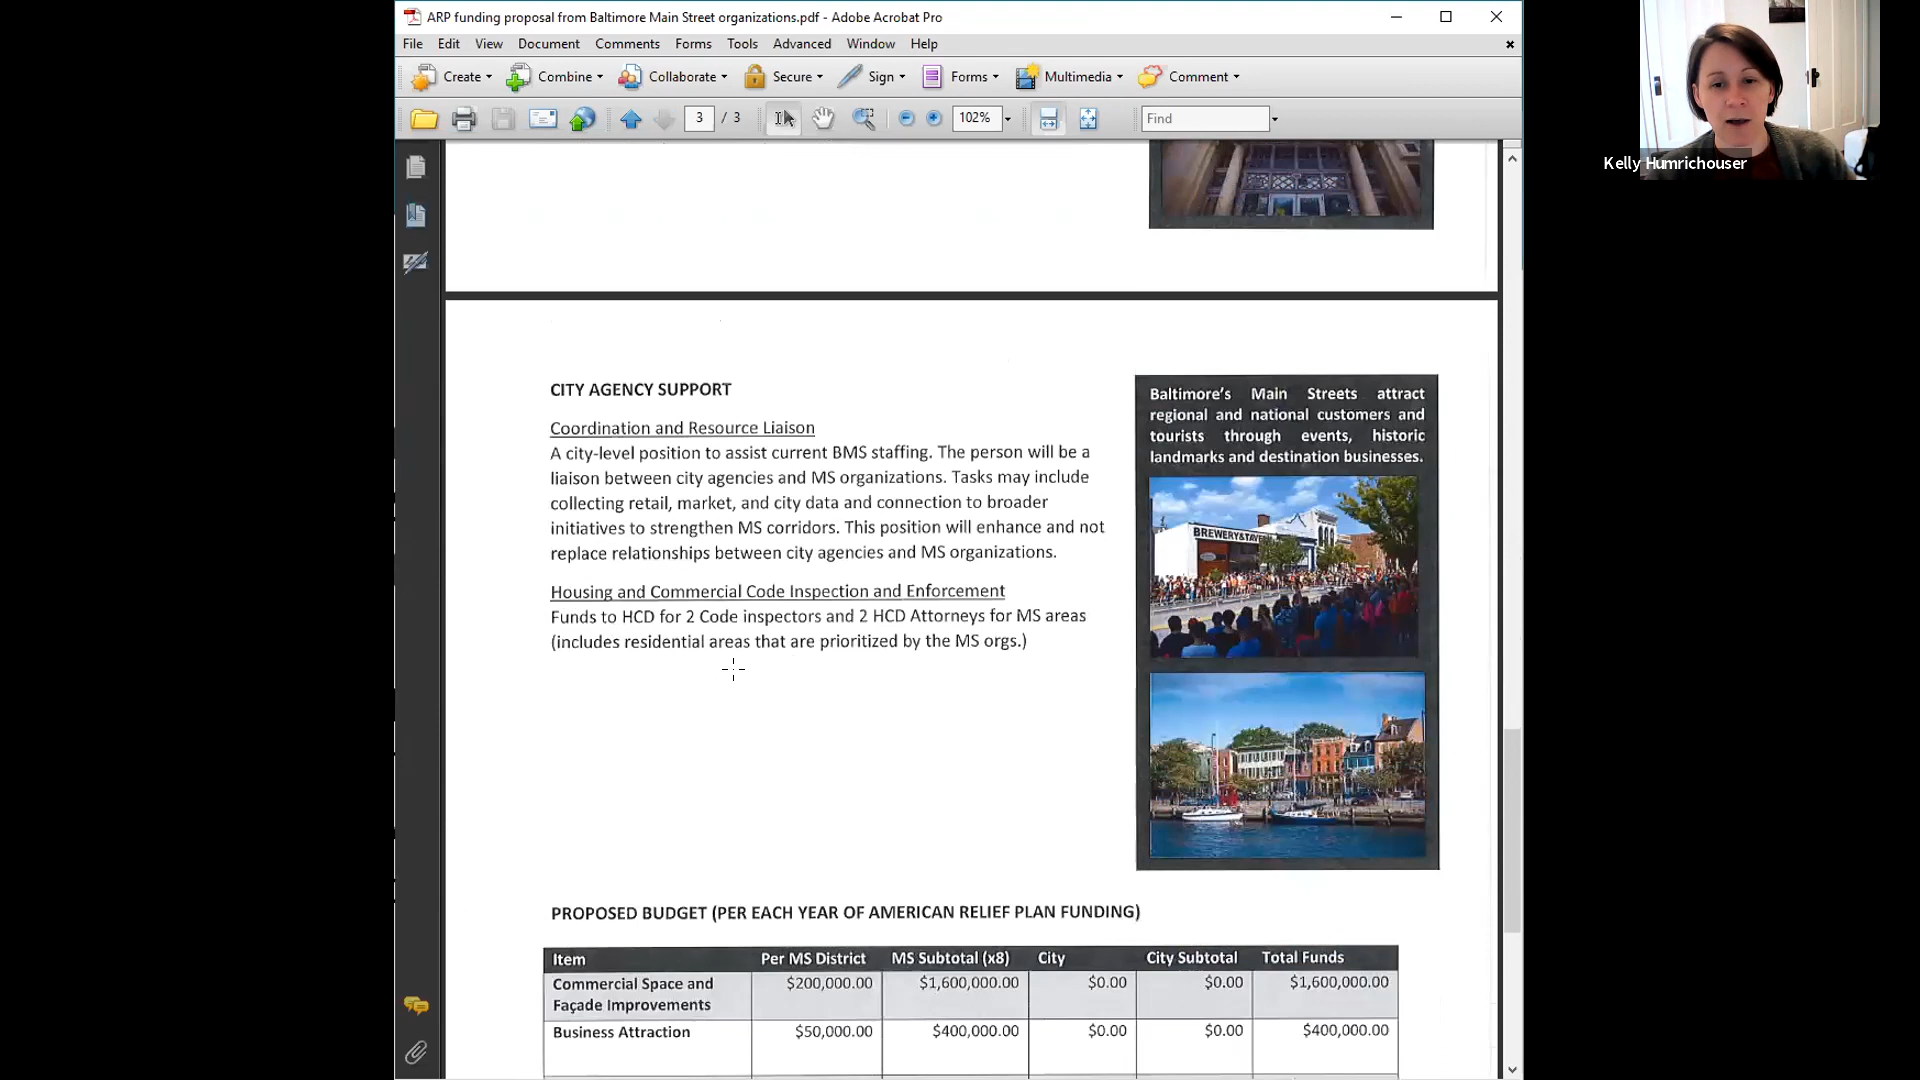 ARP funding proposal from Baltimore Main Street organizations.pdf - Adobe Acrobat Pro
File Edit View Document Comments Forms Tools Advanced Window Help
Create Combine Collaborate Secure Sign Forms Multimedia Comment
3 / 3 102% Find
Kelly Humrichouser
CITY AGENCY SUPPORT
Coordination and Resource Liaison
A city-level position to assist current BMS staffing. The person will be a
liaison between city agencies and MS organizations. Tasks may include
collecting retail, market, and city data and connection to broader
initiatives to strengthen MS corridors. This position will enhance and not
replace relationships between city agencies and MS organizations.
Housing and Commercial Code Inspection and Enforcement
Funds to HCD for 2 Code inspectors and 2 HCD Attorneys for MS areas
(includes residential areas that are prioritized by the MS orgs.)
Baltimore's Main Streets attract
regional and national customers and
tourists through events, historic
landmarks and destination businesses.
BREWERY&TAVE
PROPOSED BUDGET (PER EACH YEAR OF AMERICAN RELIEF PLAN FUNDING)
Item Per MS District MS Subtotal (x8) City City Subtotal Total Funds
Commercial Space and $200,000.00 $1,600,000.00 $0.00 $0.00 $1,600,000.00
Façade Improvements
Business Attraction $50,000.00 $400,000.00 $0.00 $0.00 $400,000.00